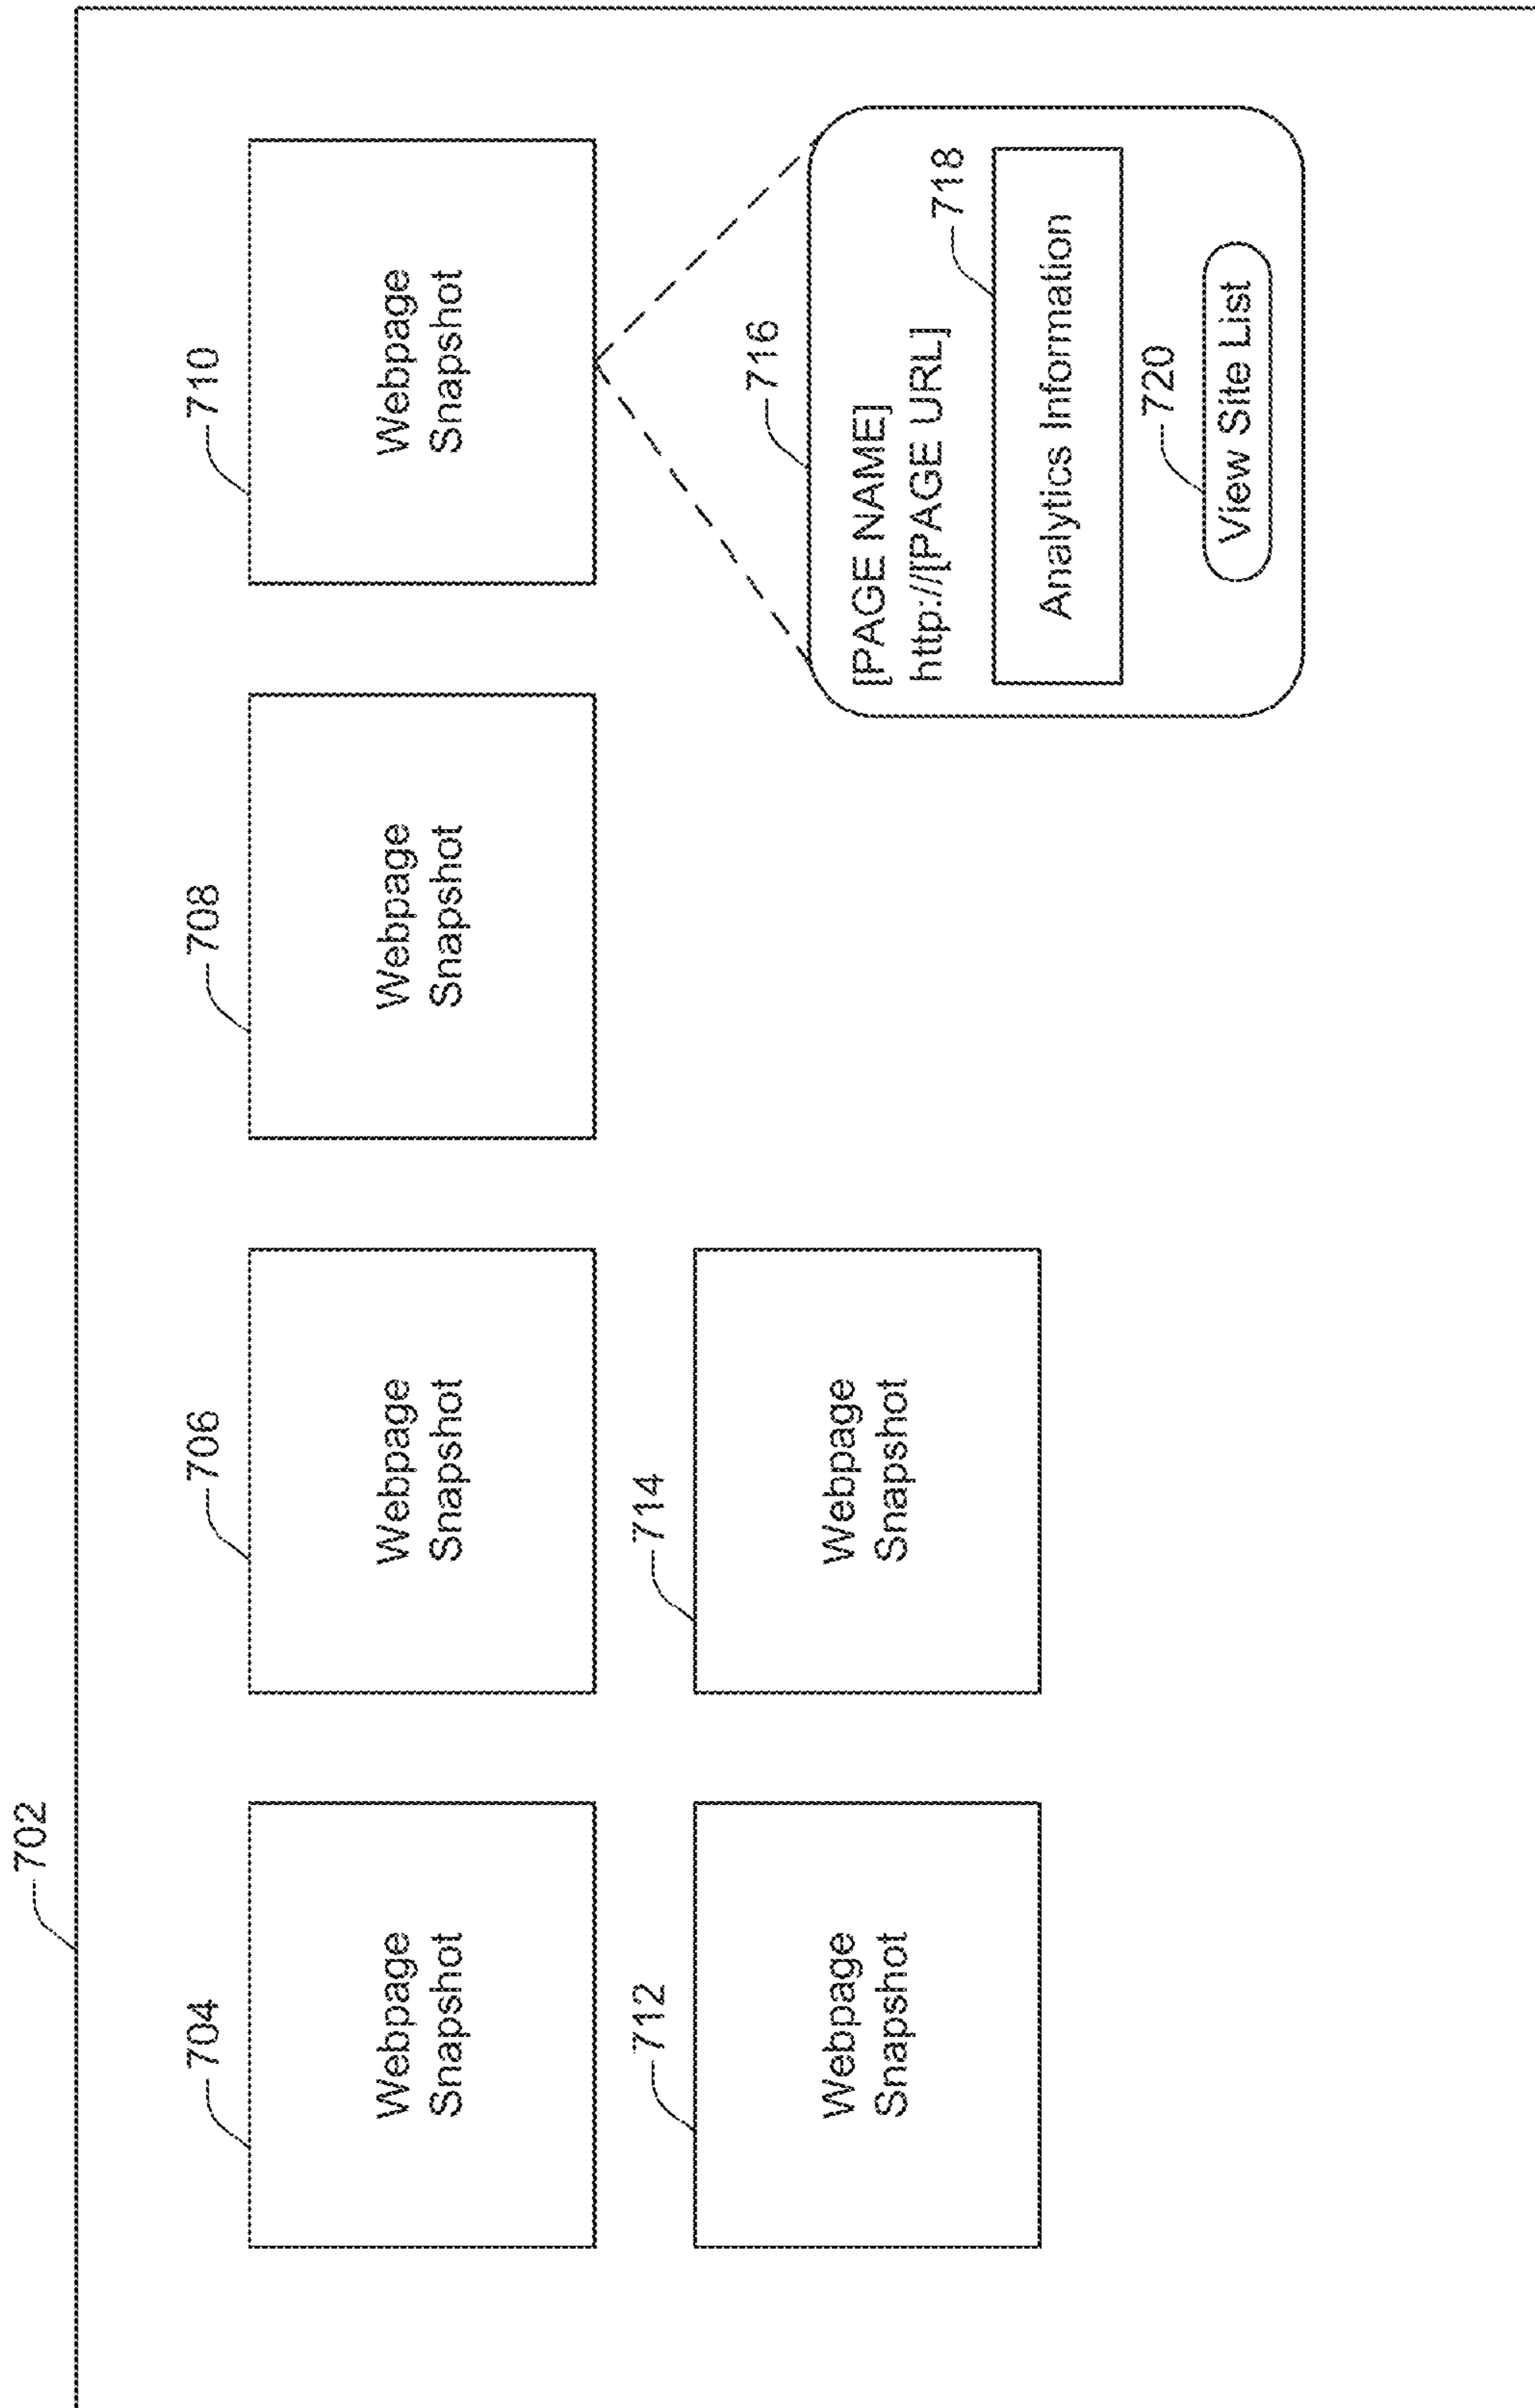 702
704
Webpage
Snapshot
706
Webpage
Snapshot
708
Webpage
Snapshot
710
Webpage
Snapshot
712
Webpage
Snapshot
714
Webpage
Snapshot
716
[PAGE NAME]
http://[PAGE URL]
718
Analytics Information
720
View Site List